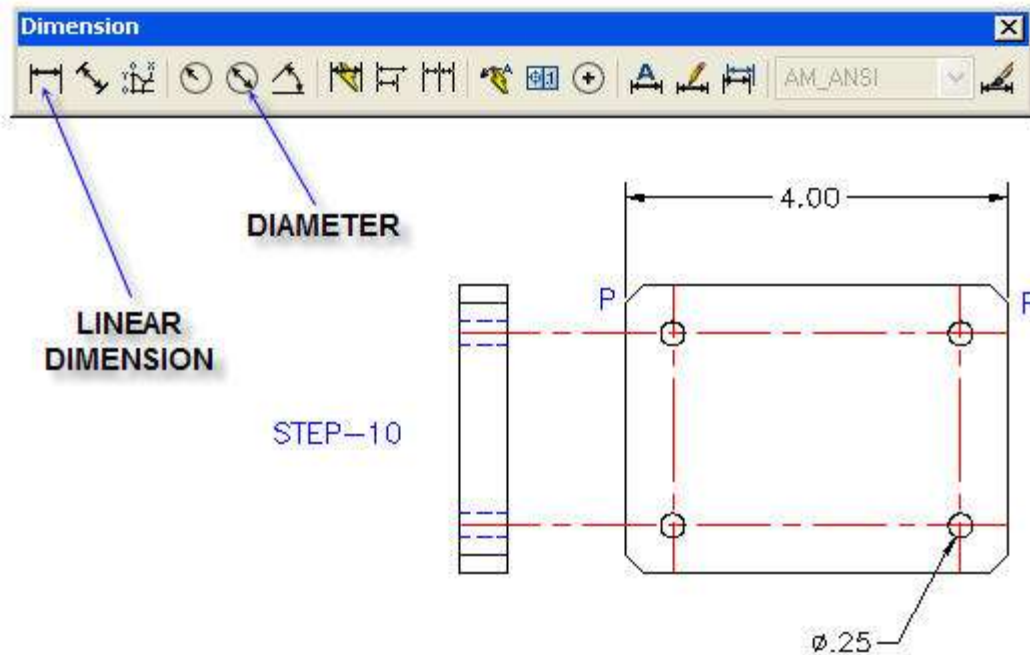 Dimension
AM_ANSI
DIAMETER
LINEAR
DIMENSION
4.00
P
STEP-10
ø.25